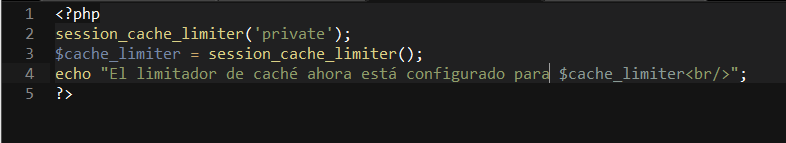 1 <?php
2 session_cache_limiter('private');
3 $cache_limiter = session_cache_limiter();
4 echo "El limitador de caché ahora está configurado para $cache_limiter<br/>";
5 ?>